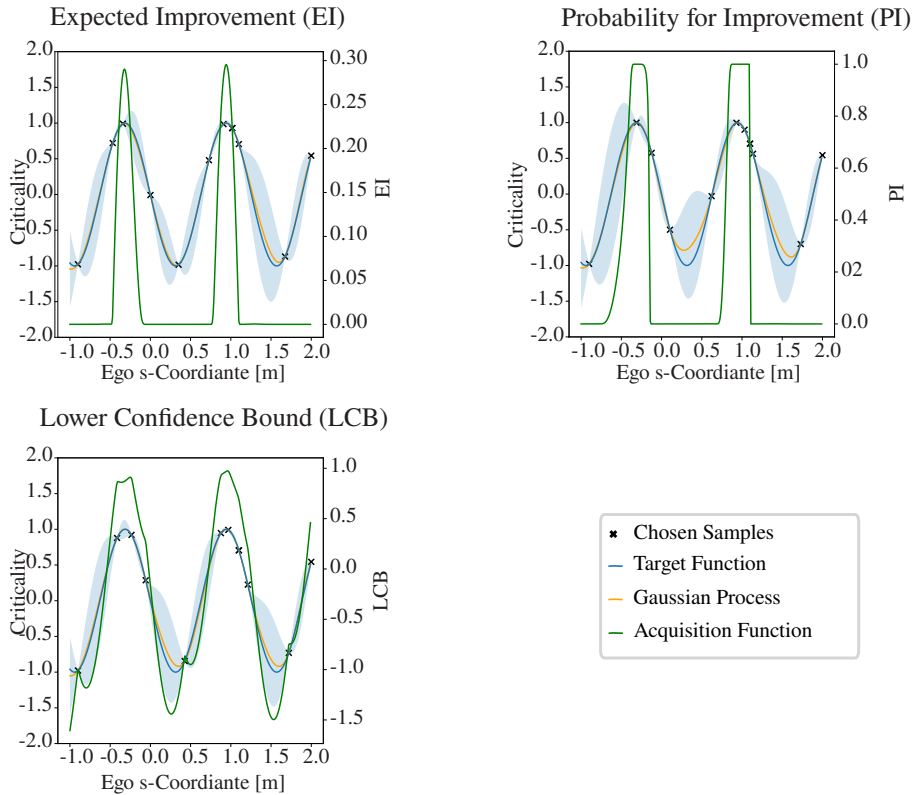 Expected Improvement (EI)
2.0
1.5
1.0
0.5
0.0
-0.5
-1.0
-1.5
-2.0
Criticality
0.30
0.25
0.20
0.15
0.10
0.05
0.00
EI
-1.0 -0.5 0.0 0.5 1.0 1.5 2.0
Ego s-Coordiante [m]
Probability for Improvement (PI)
2.0
1.5
1.0
0.5
0.0
-0.5
-1.0
-1.5
-2.0
Criticality
1.0
0.8
0.6
0.4
0.2
0.0
PI
-1.0 -0.5 0.0 0.5 1.0 1.5 2.0
Ego s-Coordiante [m]
Lower Confidence Bound (LCB)
2.0
1.5
1.0
0.5
0.0
-0.5
-1.0
-1.5
-2.0
Criticality
1.0
0.5
0.0
-0.5
-1.0
-1.5
LCB
-1.0 -0.5 0.0 0.5 1.0 1.5 2.0
Ego s-Coordiante [m]
Chosen Samples
Target Function
Gaussian Process
Acquisition Function